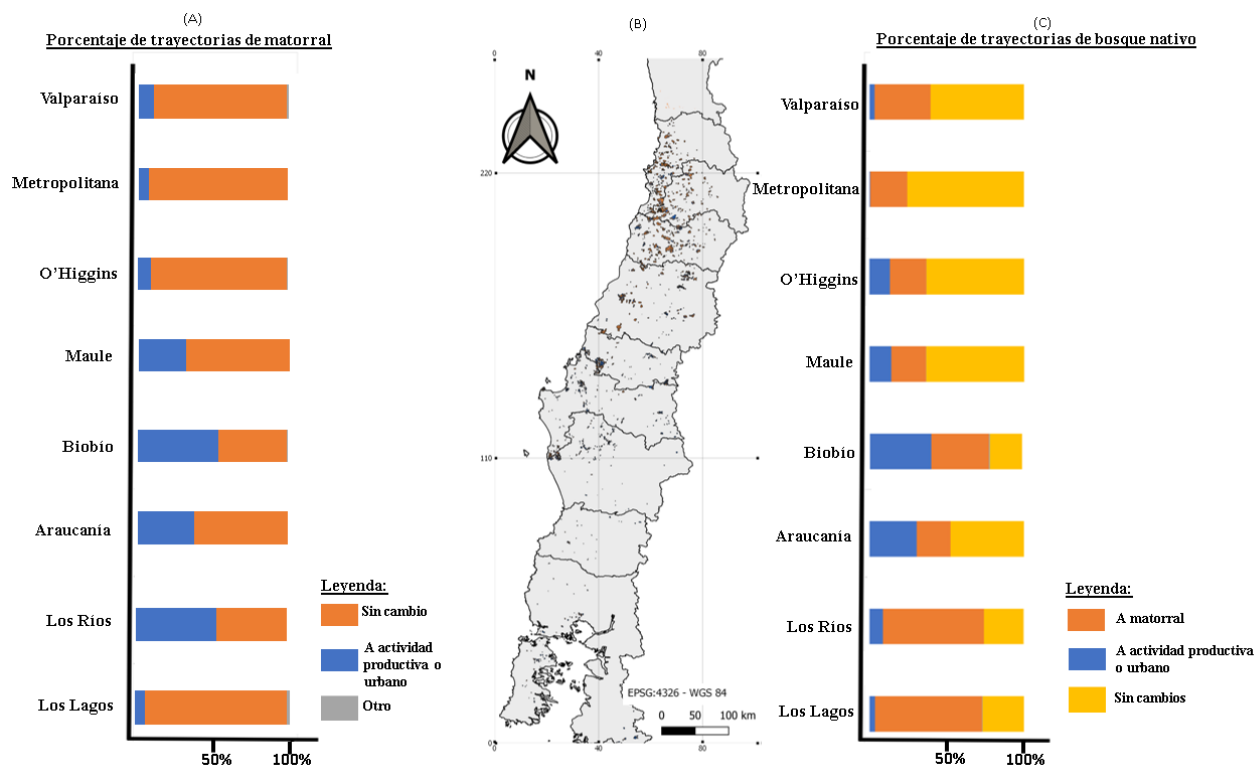 (A)
Porcentaje de trayectorias de matorral
Valparaíso
Metropolitana
O'Higgins
Maule
Biobío
Araucanía
Los Ríos
Los Lagos
50%
100%
Leyenda:
Sin cambio
A actividad
productiva o
urbano
Otro
(B)
0
40
80
N
220
110
0
EPSG:4326 - WGS 84
0 50 100 km
0
20
40
80
(C)
Porcentaje de trayectorias de bosque nativo
Valparaíso
Metropolitana
O'Higgins
Maule
Biobío
Araucanía
Los Ríos
Los Lagos
50%
100%
Leyenda:
A matorral
A actividad productiva
o urbano
Sin cambios